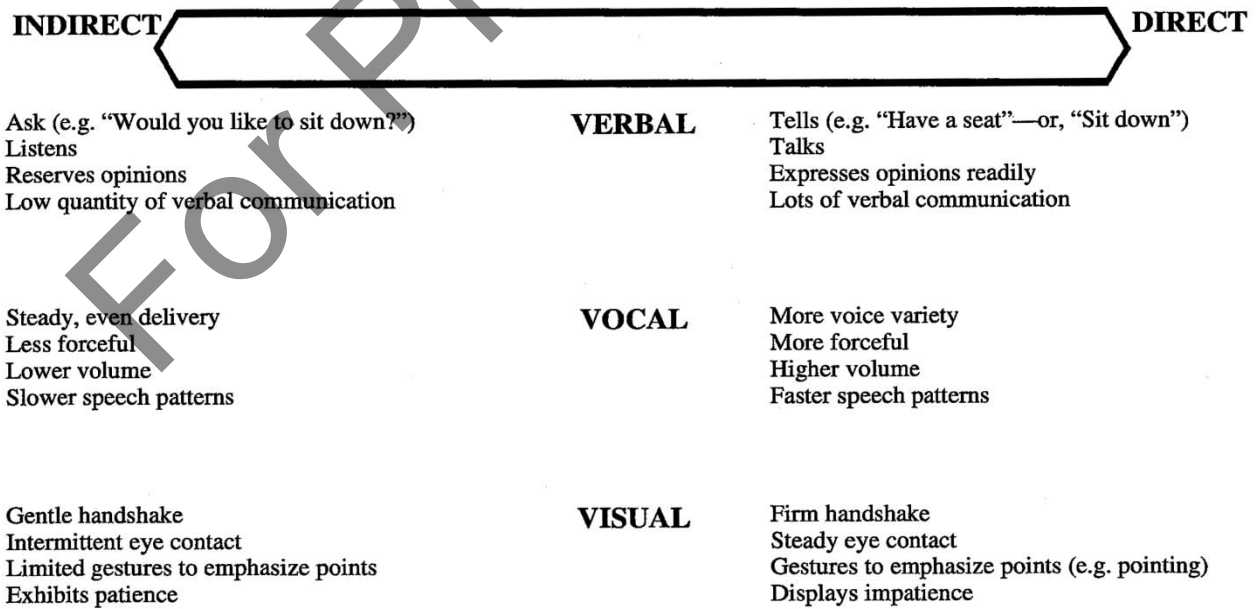 INDIRECT
DIRECT
Ask (e.g. “Would you like to sit down?”)
Listens
Reserves opinions
Low quantity of verbal communication
VERBAL
Tells (e.g. “Have a seat”—or, “Sit down”)
Talks
Expresses opinions readily
Lots of verbal communication
Steady, even delivery
Less forceful
Lower volume
Slower speech patterns
VOCAL
More voice variety
More forceful
Higher volume
Faster speech patterns
Gentle handshake
Intermittent eye contact
Limited gestures to emphasize points
Exhibits patience
VISUAL
Firm handshake
Steady eye contact
Gestures to emphasize points (e.g. pointing)
Displays impatience
For